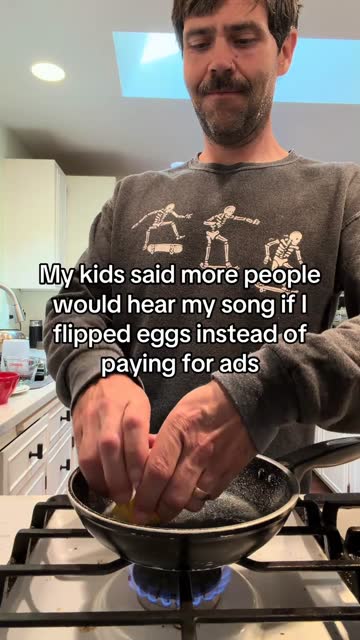 My kids said more people
would hear my song if I
flipped eggs instead of
paying for ads